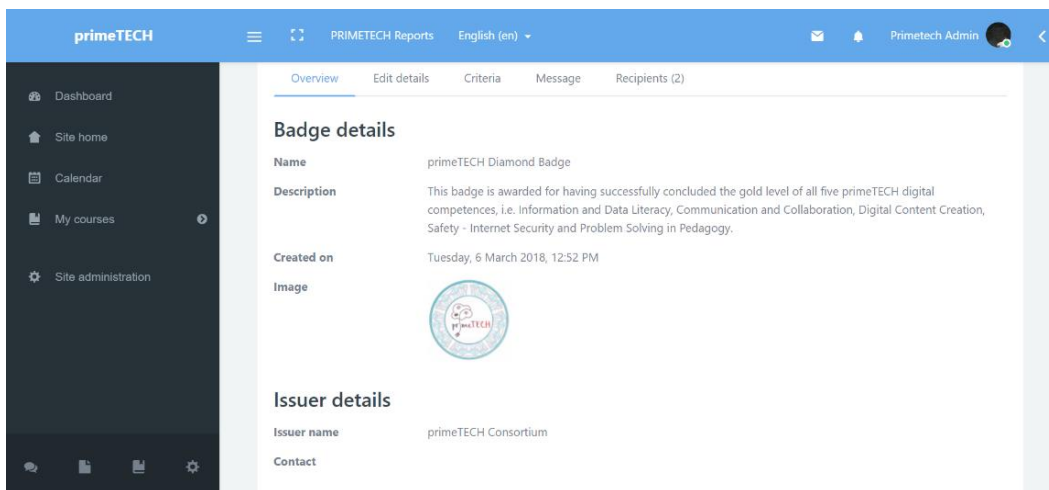 primeTECH
PRIMETECH Reports
English (en)
Primetech Admin
Dashboard
Site home
Calendar
My courses
Site administration
Overview
Edit details
Criteria
Message
Recipients (2)
Badge details
Name
primeTECH Diamond Badge
Description
This badge is awarded for having successfully concluded the gold level of all five primeTECH digital
competences, i.e. Information and Data Literacy, Communication and Collaboration, Digital Content Creation,
Safety - Internet Security and Problem Solving in Pedagogy.
Created on
Tuesday, 6 March 2018, 12:52 PM
Image
primeTECH
Issuer details
Issuer name
primeTECH Consortium
Contact